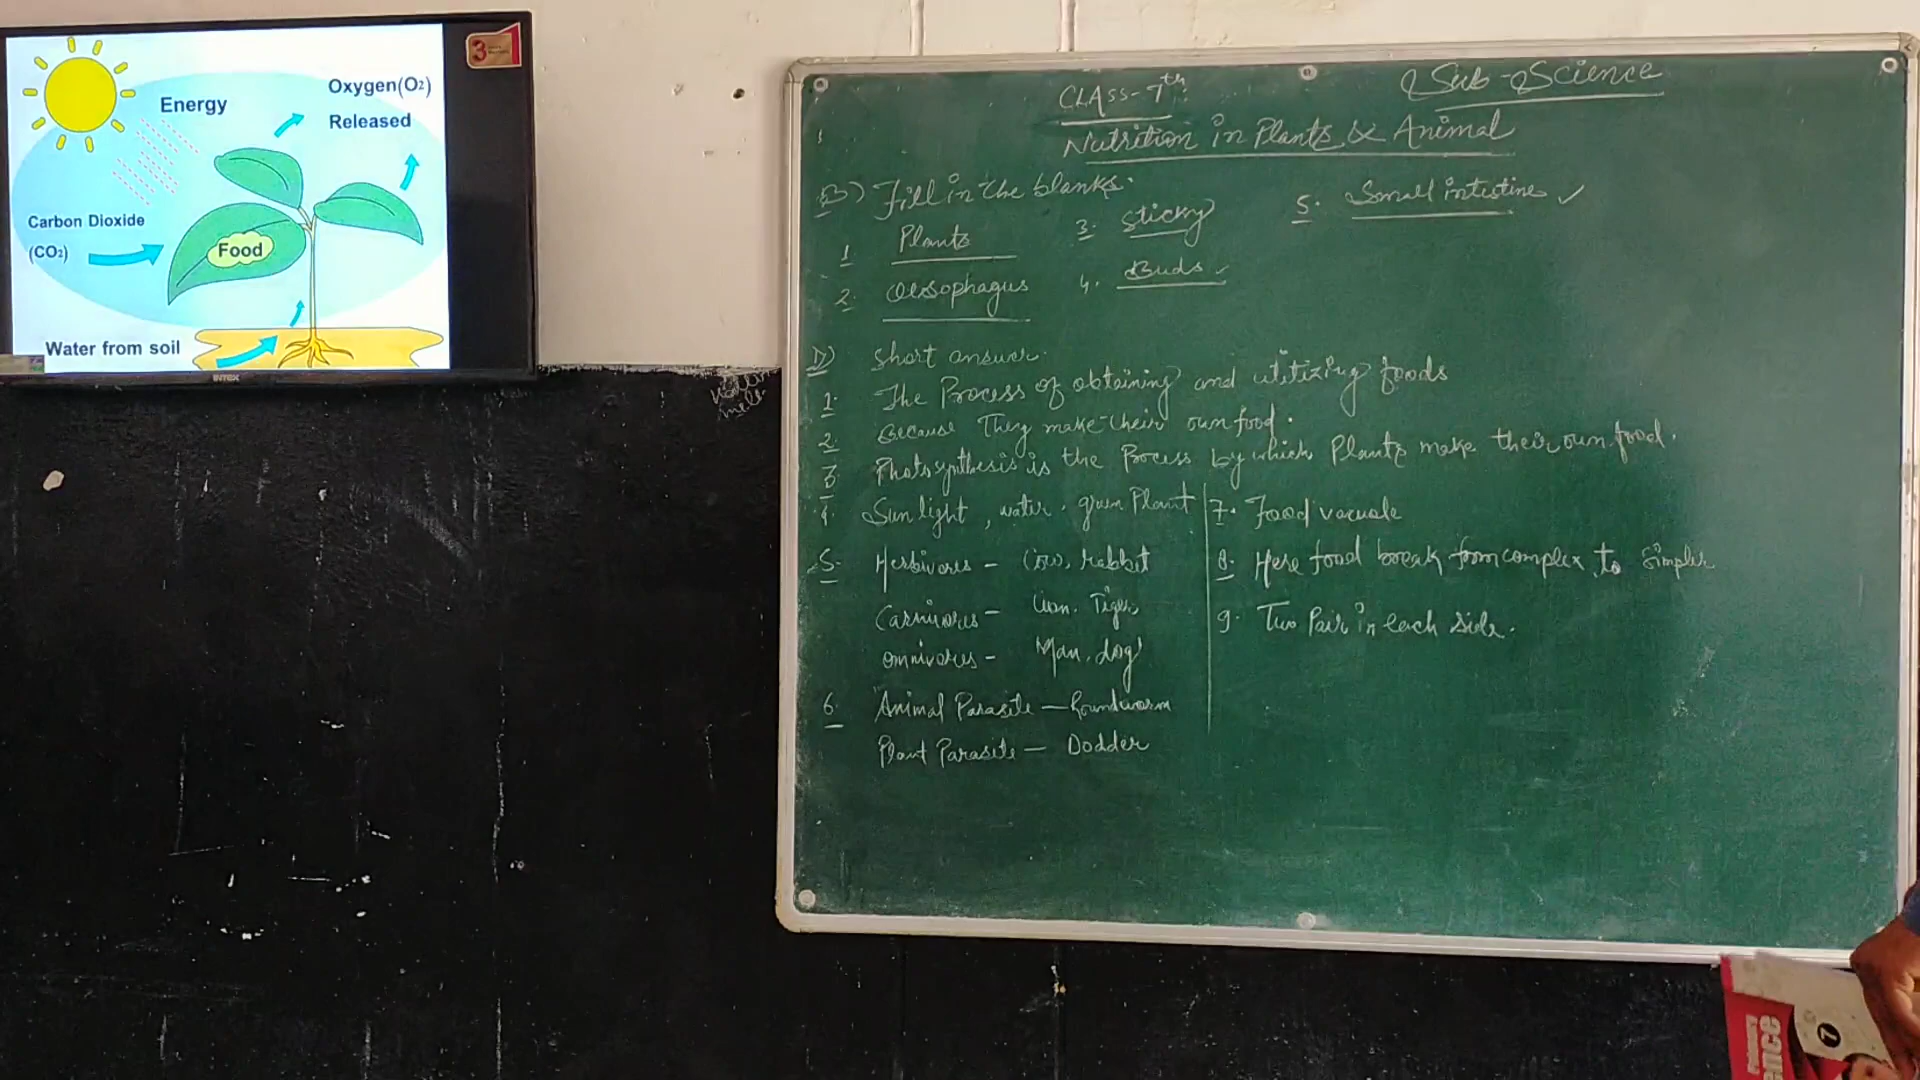 3
Energy
Oxygen(O2)
Released
Carbon Dioxide
(CO2)
Food
Water from soil
INTEX
CLASS-7th
Sub-Science
Nutrition in Plants & Animal
B) Fill in the blanks.
1. Plants
2. Oesophagus
3. Sticky
4. Buds ✓
5. Small intestine ✓
D) Short answer.
1. The Process of obtaining and utitizing foods
2. Because They make their own food.
3. Photosynthesis is the Process by which Plants make their own food.
4. Sunlight, water, green Plant
5. Herbivores - Cow, rabbit
Carnivores - Lion, Tiger
Omnivores - Man, dog
6. Animal Parasite - Roundworm
Plant Parasite - Dodder
7. Food vacuole
8. Here food break from complex to simpler
9. Two Pair in each side.
7